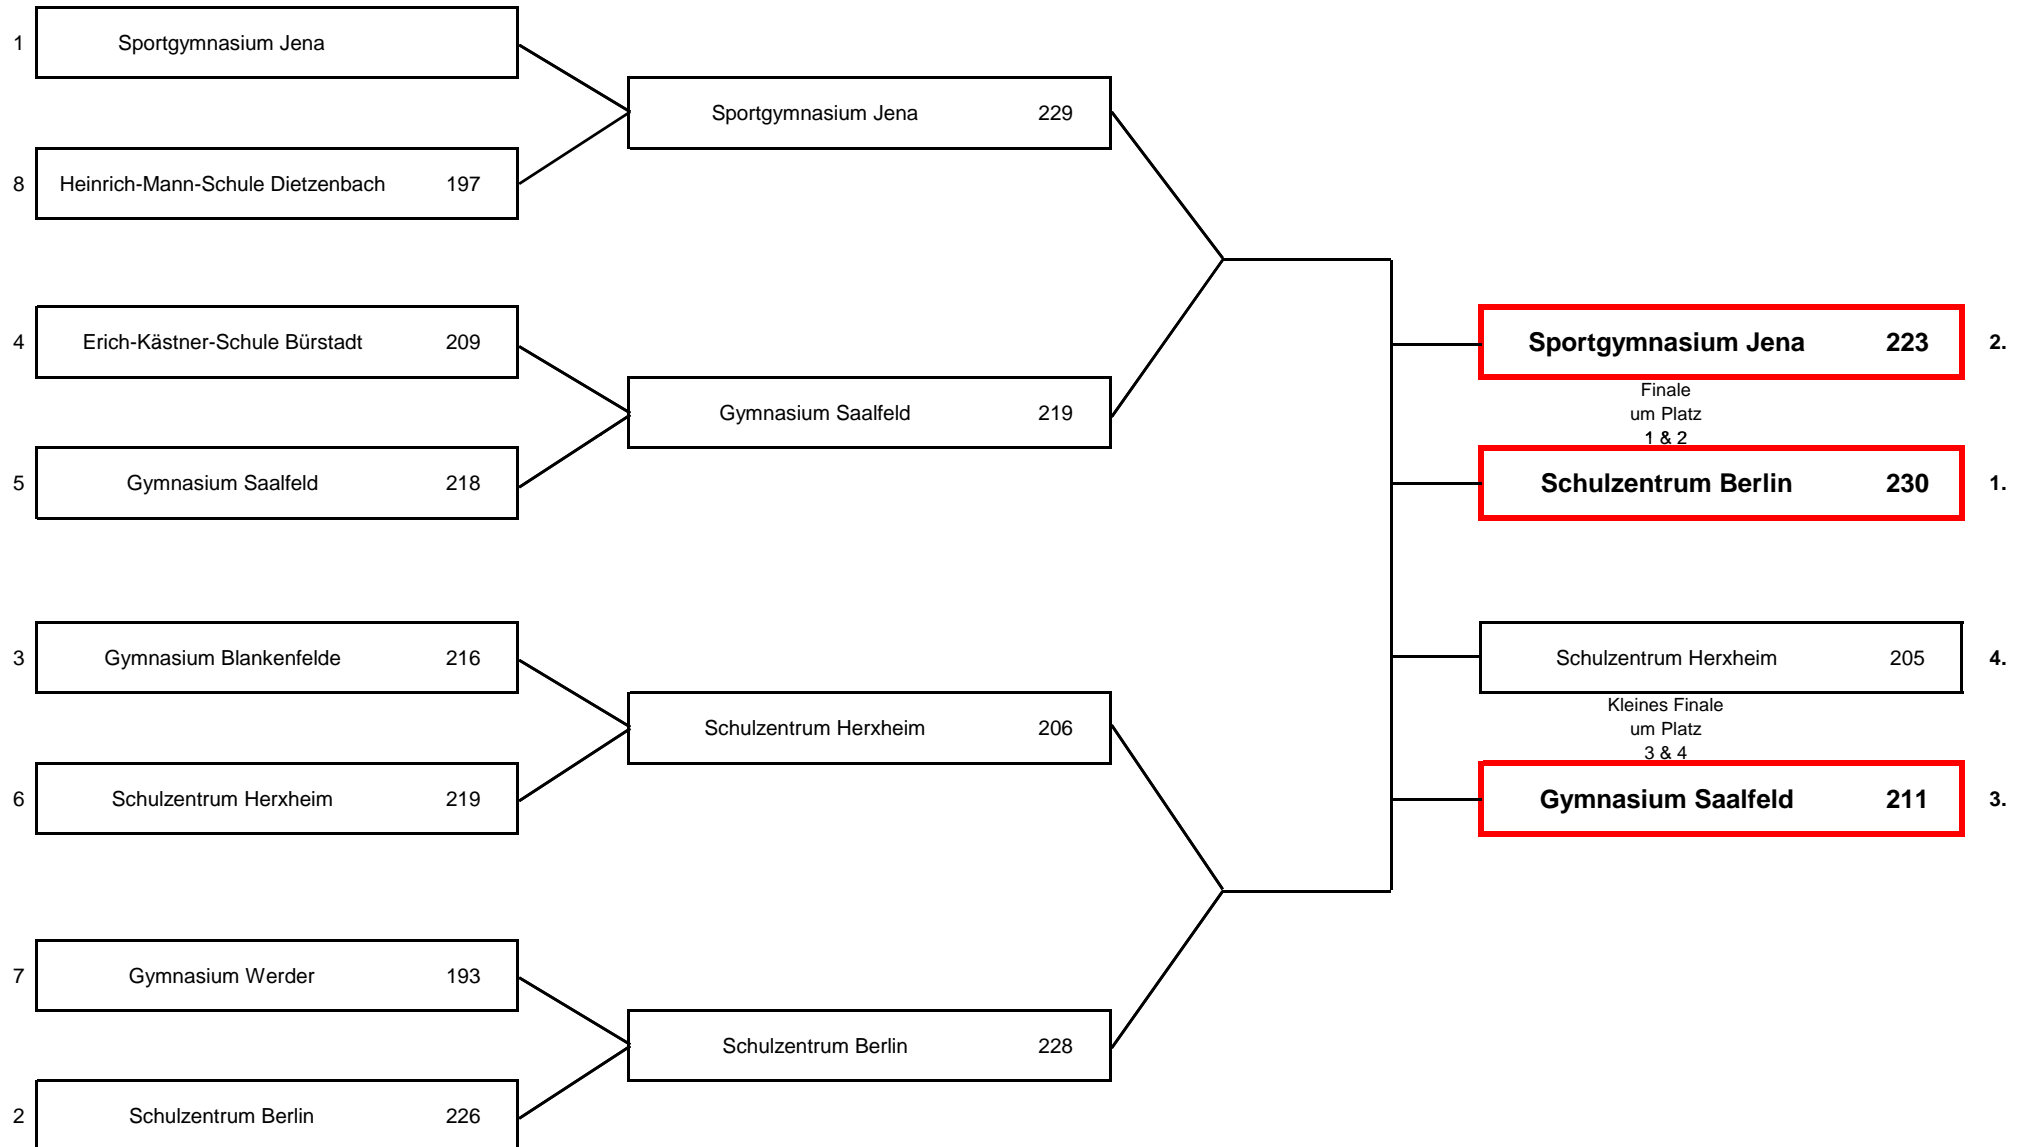 1 Sportgymnasium Jena
Sportgymnasium Jena 229
8 Heinrich-Mann-Schule Dietzenbach 197
4 Erich-Kästner-Schule Bürstadt 209
Sportgymnasium Jena 223 2.
Finale
um Platz
1 & 2
Gymnasium Saalfeld 219
5 Gymnasium Saalfeld 218
Schulzentrum Berlin 230 1.
3 Gymnasium Blankenfelde 216
Schulzentrum Herxheim 205 4.
Kleines Finale
um Platz
3 & 4
Schulzentrum Herxheim 206
6 Schulzentrum Herxheim 219
Gymnasium Saalfeld 211 3.
7 Gymnasium Werder 193
Schulzentrum Berlin 228
2 Schulzentrum Berlin 226